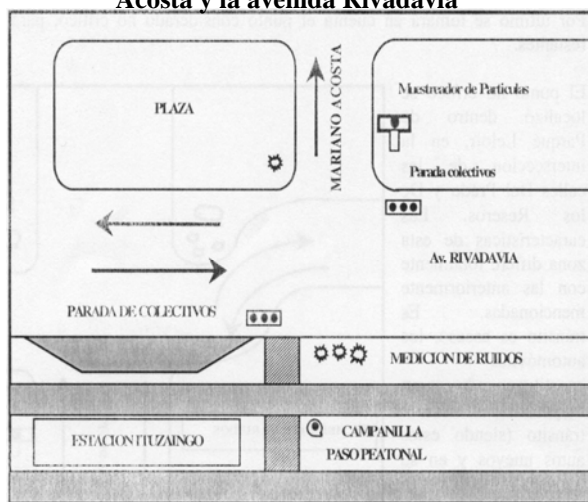 Acosta y la avenida Rivadavia
PLAZA
MARIANO ACOSTA
Muestreador de Partículas
Parada colectivos
Av. RIVADAVIA
PARADA DE COLECTIVOS
MEDICION DE RUIDOS
ESTACION ITUZAINGO
CAMPANILLA
PASO PEATONAL